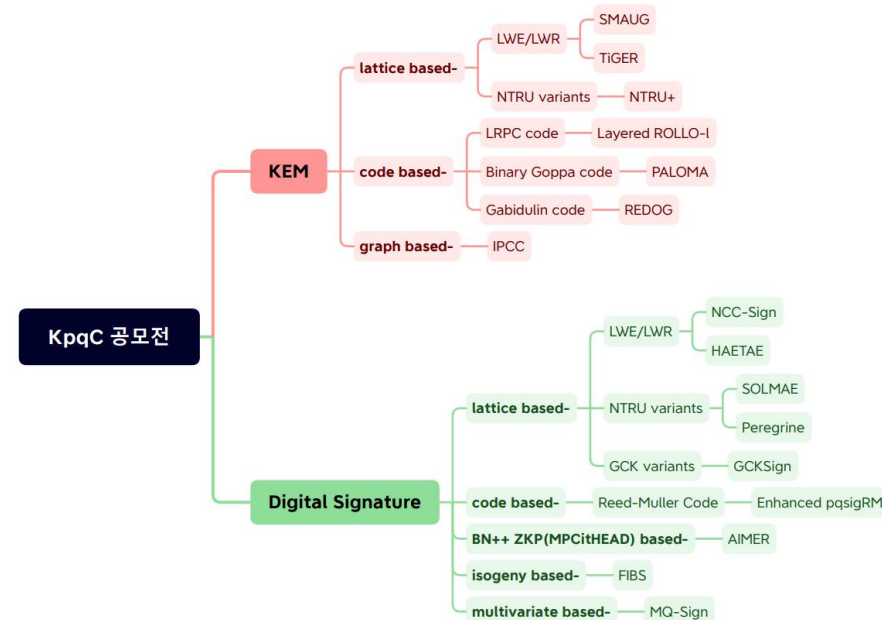 KpqC 공모전
KEM
lattice based-
LWE/LWR
SMAUG
TiGER
NTRU variants
NTRU+
code based-
LRPC code
Layered ROLLO-I
Binary Goppa code
PALOMA
Gabidulin code
REDOG
graph based-
IPCC
Digital Signature
lattice based-
LWE/LWR
NCC-Sign
HAETAE
NTRU variants
SOLMAE
Peregrine
GCK variants
GCKSign
code based-
Reed-Muller Code
Enhanced pqsigRM
BN++ ZKP(MPCitHEAD) based-
AIMER
isogeny based-
FIBS
multivariate based-
MQ-Sign